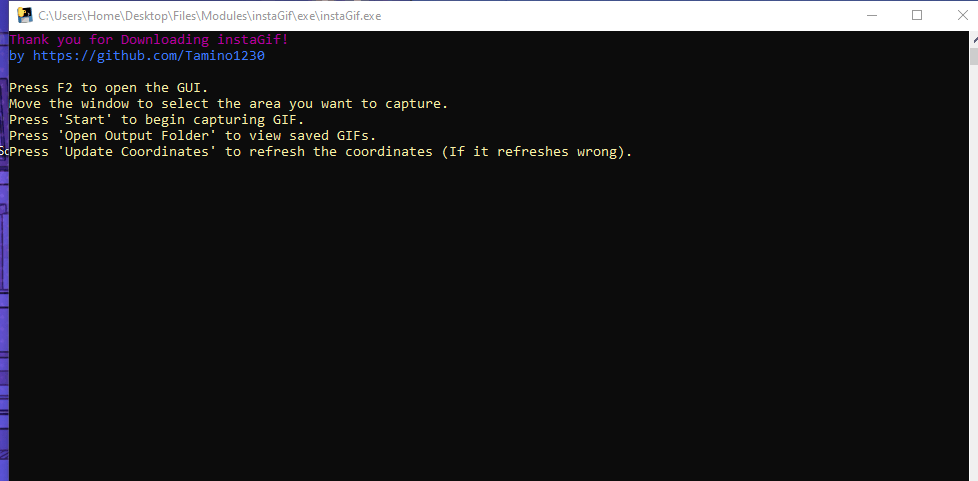 C:\Users\Home\Desktop\Files\Modules\instaGif\exe\instaGif.exe
Thank you for Downloading instaGif!
by https://github.com/Tamino1230
Press F2 to open the GUI.
Move the window to select the area you want to capture.
Press 'Start' to begin capturing GIF.
Press 'Open Output Folder' to view saved GIFs.
Press 'Update Coordinates' to refresh the coordinates (If it refreshes wrong).